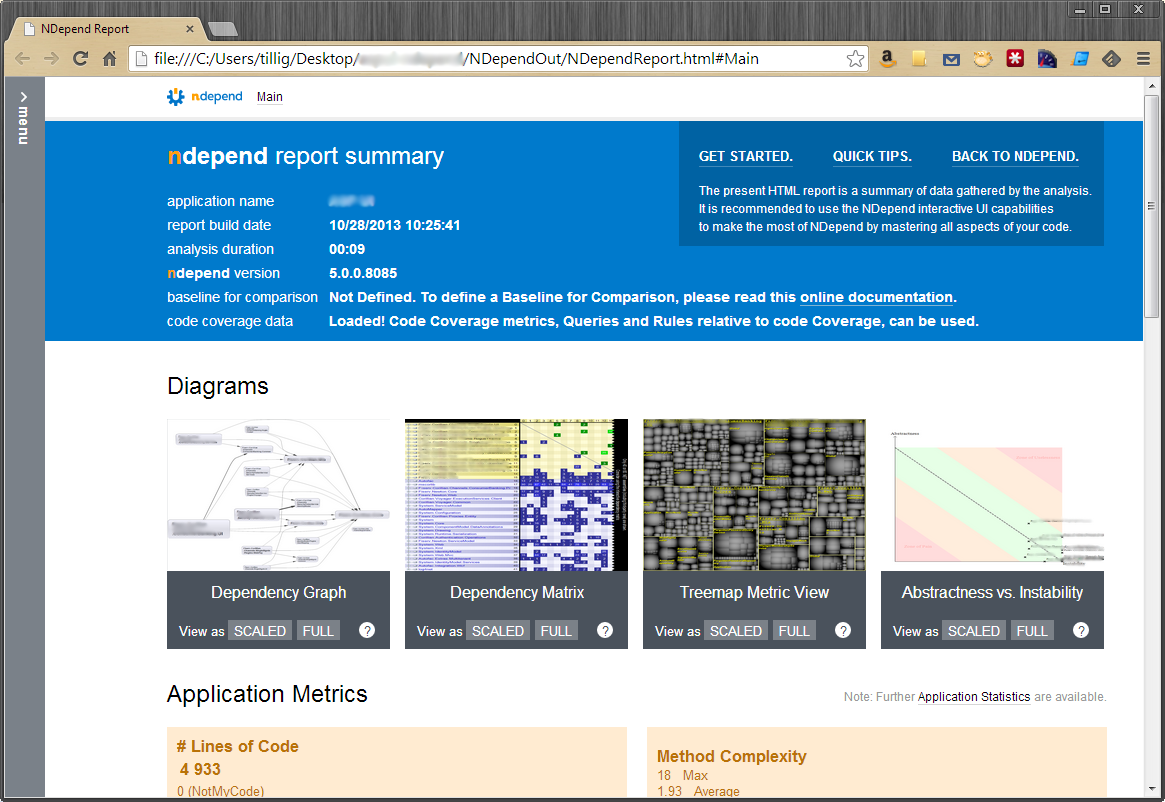 NDepend Report
file:///C:/Users/tillig/Desktop/ /NDependOut/NDependReport.html#Main
menu
ndepend Main
ndepend report summary
GET STARTED. QUICK TIPS. BACK TO NDEPEND.
The present HTML report is a summary of data gathered by the analysis.
It is recommended to use the NDepend interactive UI capabilities
to make the most of NDepend by mastering all aspects of your code.
application name
report build date 10/28/2013 10:25:41
analysis duration 00:09
ndepend version 5.0.0.8085
baseline for comparison Not Defined. To define a Baseline for Comparison, please read this online documentation.
code coverage data Loaded! Code Coverage metrics, Queries and Rules relative to code Coverage, can be used.
Diagrams
Abstractness
Dependency Graph
View as SCALED FULL ?
Dependency Matrix
View as SCALED FULL ?
Treemap Metric View
View as SCALED FULL ?
Abstractness vs. Instability
View as SCALED FULL ?
Application Metrics
Note: Further Application Statistics are available.
# Lines of Code
4 933
0 (NotMyCode)
Method Complexity
18 Max
1.93 Average